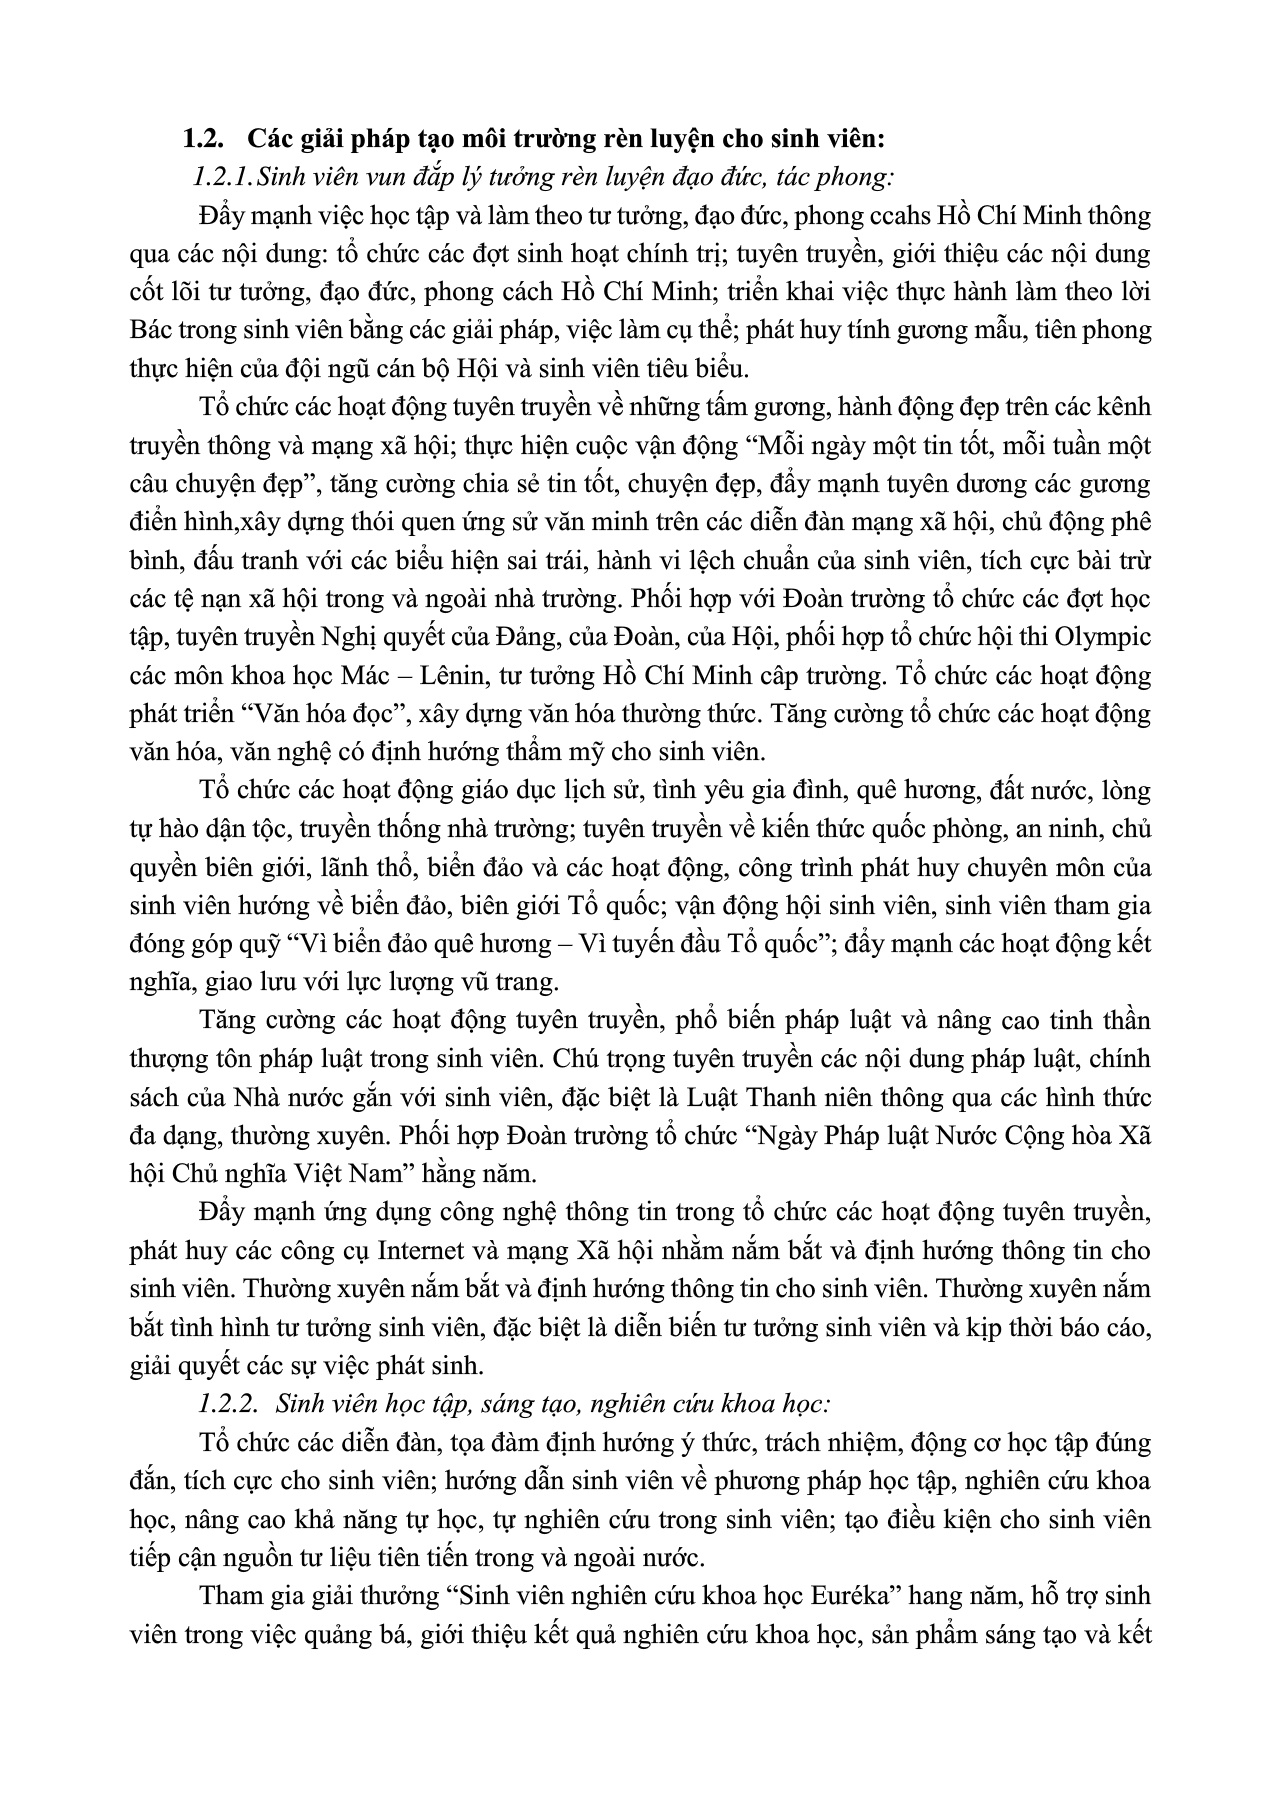 1.2. Các giải pháp tạo môi trường rèn luyện cho sinh viên:
1.2.1. Sinh viên vun đắp lý tưởng rèn luyện đạo đức, tác phong:
Đẩy mạnh việc học tập và làm theo tư tưởng, đạo đức, phong ccahs Hồ Chí Minh thông
qua các nội dung: tổ chức các đợt sinh hoạt chính trị; tuyên truyền, giới thiệu các nội dung
cốt lõi tư tưởng, đạo đức, phong cách Hồ Chí Minh; triển khai việc thực hành làm theo lời
Bác trong sinh viên bằng các giải pháp, việc làm cụ thể; phát huy tính gương mẫu, tiên phong
thực hiện của đội ngũ cán bộ Hội và sinh viên tiêu biểu.
Tổ chức các hoạt động tuyên truyền về những tấm gương, hành động đẹp trên các kênh
truyền thông và mạng xã hội; thực hiện cuộc vận động “Mỗi ngày một tin tốt, mỗi tuần một
câu chuyện đẹp”, tăng cường chia sẻ tin tốt, chuyện đẹp, đẩy mạnh tuyên dương các gương
điển hình,xây dựng thói quen ứng sử văn minh trên các diễn đàn mạng xã hội, chủ động phê
bình, đấu tranh với các biểu hiện sai trái, hành vi lệch chuẩn của sinh viên, tích cực bài trừ
các tệ nạn xã hội trong và ngoài nhà trường. Phối hợp với Đoàn trường tổ chức các đợt học
tập, tuyên truyền Nghị quyết của Đảng, của Đoàn, của Hội, phối hợp tổ chức hội thi Olympic
các môn khoa học Mác – Lênin, tư tưởng Hồ Chí Minh câp trường. Tổ chức các hoạt động
phát triển “Văn hóa đọc”, xây dựng văn hóa thường thức. Tăng cường tổ chức các hoạt động
văn hóa, văn nghệ có định hướng thẩm mỹ cho sinh viên.
Tổ chức các hoạt động giáo dục lịch sử, tình yêu gia đình, quê hương, đất nước, lòng
tự hào dận tộc, truyền thống nhà trường; tuyên truyền về kiến thức quốc phòng, an ninh, chủ
quyền biên giới, lãnh thổ, biển đảo và các hoạt động, công trình phát huy chuyên môn của
sinh viên hướng về biển đảo, biên giới Tổ quốc; vận động hội sinh viên, sinh viên tham gia
đóng góp quỹ “Vì biển đảo quê hương – Vì tuyến đầu Tổ quốc”; đẩy mạnh các hoạt động kết
nghĩa, giao lưu với lực lượng vũ trang.
Tăng cường các hoạt động tuyên truyền, phổ biến pháp luật và nâng cao tinh thần
thượng tôn pháp luật trong sinh viên. Chú trọng tuyên truyền các nội dung pháp luật, chính
sách của Nhà nước gắn với sinh viên, đặc biệt là Luật Thanh niên thông qua các hình thức
đa dạng, thường xuyên. Phối hợp Đoàn trường tổ chức “Ngày Pháp luật Nước Cộng hòa Xã
hội Chủ nghĩa Việt Nam” hằng năm.
Đẩy mạnh ứng dụng công nghệ thông tin trong tổ chức các hoạt động tuyên truyền,
phát huy các công cụ Internet và mạng Xã hội nhằm nắm bắt và định hướng thông tin cho
sinh viên. Thường xuyên nắm bắt và định hướng thông tin cho sinh viên. Thường xuyên nắm
bắt tình hình tư tưởng sinh viên, đặc biệt là diễn biến tư tưởng sinh viên và kịp thời báo cáo,
giải quyết các sự việc phát sinh.
1.2.2. Sinh viên học tập, sáng tạo, nghiên cứu khoa học:
Tổ chức các diễn đàn, tọa đàm định hướng ý thức, trách nhiệm, động cơ học tập đúng
đắn, tích cực cho sinh viên; hướng dẫn sinh viên về phương pháp học tập, nghiên cứu khoa
học, nâng cao khả năng tự học, tự nghiên cứu trong sinh viên; tạo điều kiện cho sinh viên
tiếp cận nguồn tư liệu tiên tiến trong và ngoài nước.
Tham gia giải thưởng “Sinh viên nghiên cứu khoa học Euréka” hang năm, hỗ trợ sinh
viên trong việc quảng bá, giới thiệu kết quả nghiên cứu khoa học, sản phẩm sáng tạo và kết